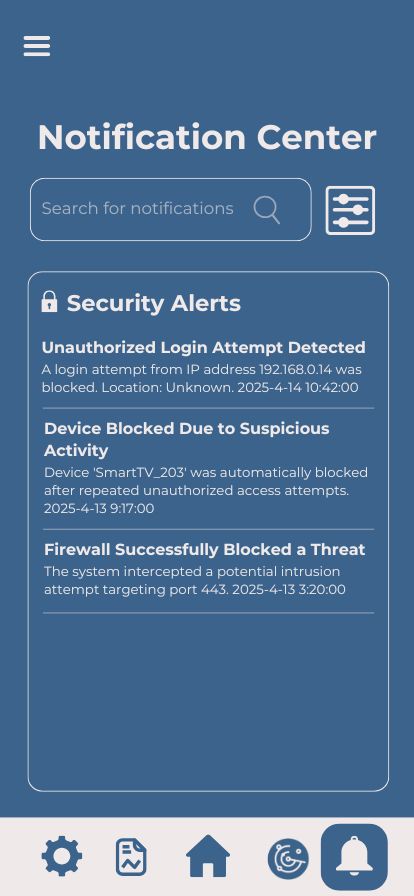 Notification Center
Search for notifications
Security Alerts
Unauthorized Login Attempt Detected
A login attempt from IP address 192.168.0.14 was
blocked. Location: Unknown. 2025-4-14 10:42:00
Device Blocked Due to Suspicious
Activity
Device 'SmartTV_203' was automatically blocked
after repeated unauthorized access attempts.
2025-4-13 9:17:00
Firewall Successfully Blocked a Threat
The system intercepted a potential intrusion
attempt targeting port 443. 2025-4-13 3:20:00